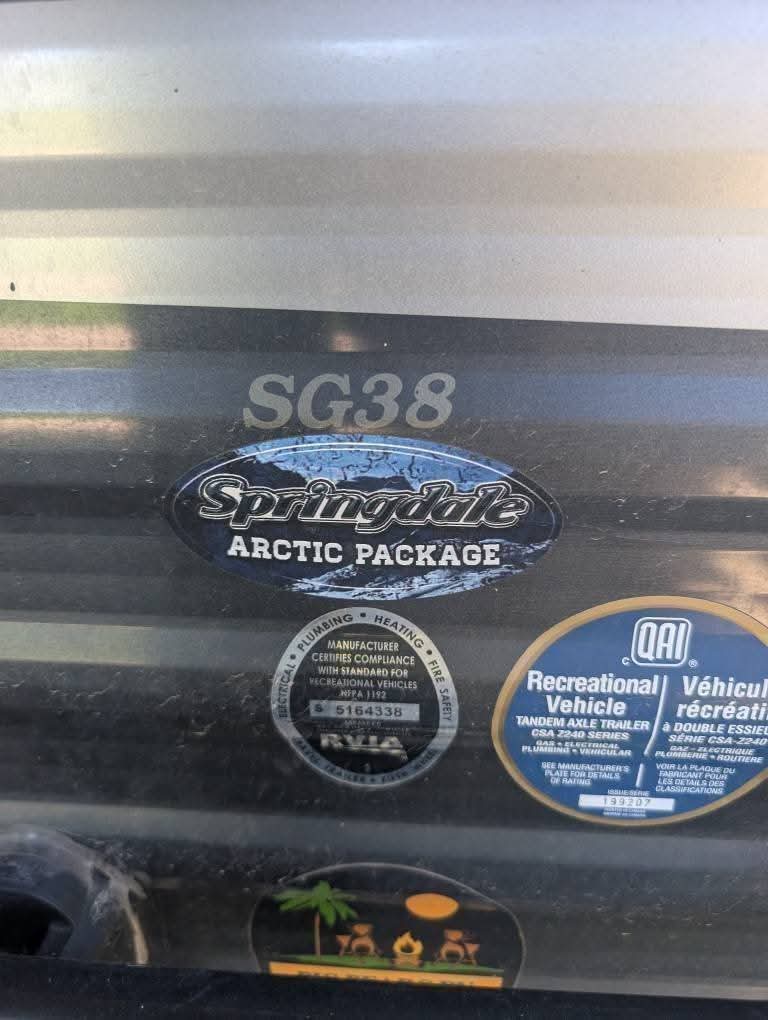 SG38
Springdale
ARCTIC PACKAGE
ELECTRICAL • PLUMBING • HEATING • FIRE SAFETY
MANUFACTURER
CERTIFIES COMPLIANCE
WITH STANDARD FOR
RECREATIONAL VEHICLES
NFPA 1192
S 5164338
RVIA
QAI
C ®
Recreational
Vehicle
TANDEM AXLE TRAILER
CSA Z240 SERIES
GAS • ELECTRICAL
PLUMBING • VEHICULAR
SEE MANUFACTURER'S
PLATE FOR DETAILS
OF RATING
Véhicul
récréati
à DOUBLE ESSIEU
SÉRIE CSA-Z240
GAZ - ÉLECTRIQUE
PLOMBERIE • ROUTIERE
VOIR LA PLAQUE DU
FABRICANT POUR
LES DETAILS DES
CLASSIFICATIONS
ISSUE/SERIE
199207